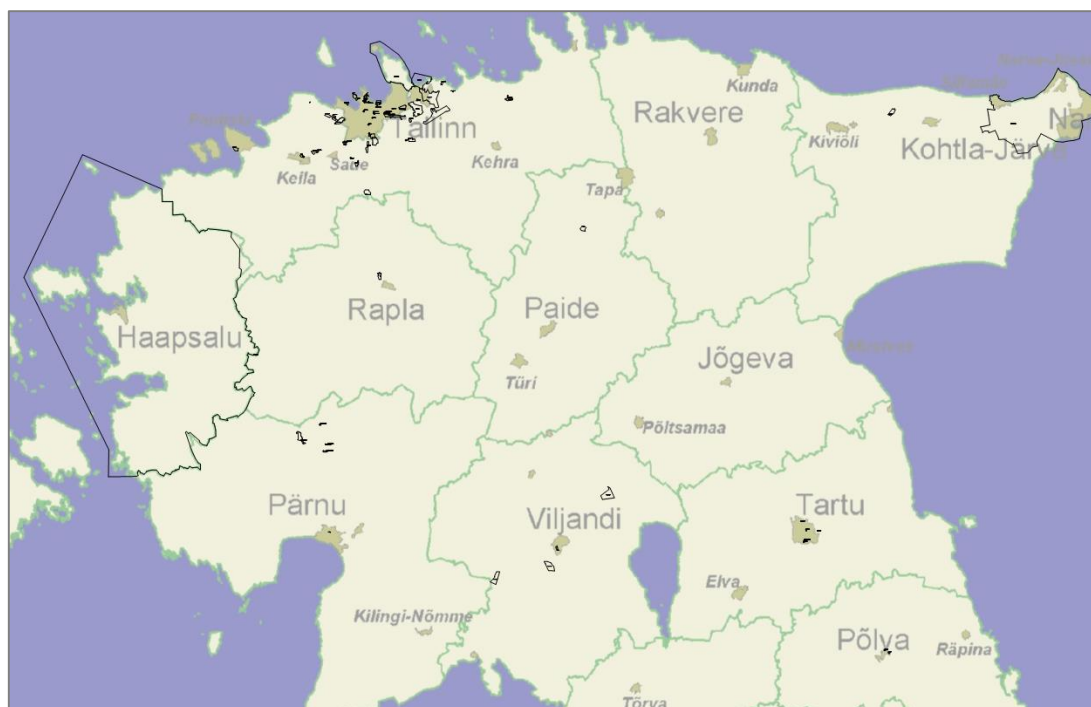 Kunda
Tallinn
Rakvere
Kiviõli
Kohtla-Järve
Saue
Keila
Kehra
Tapa
Rapla
Paide
Haapsalu
Türi
Jõgeva
Põltsamaa
Pärnu
Viljandi
Tartu
Elva
Kilingi-Nõmme
Põlva
Räpina
Tõrva